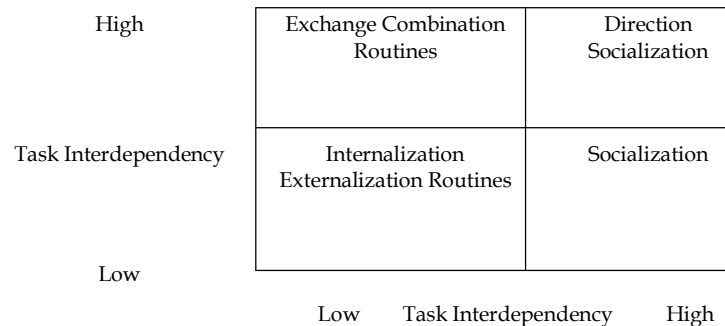 High
Exchange Combination
Routines
Direction
Socialization
Task Interdependency
Internalization
Externalization Routines
Socialization
Low
Low Task Interdependency High